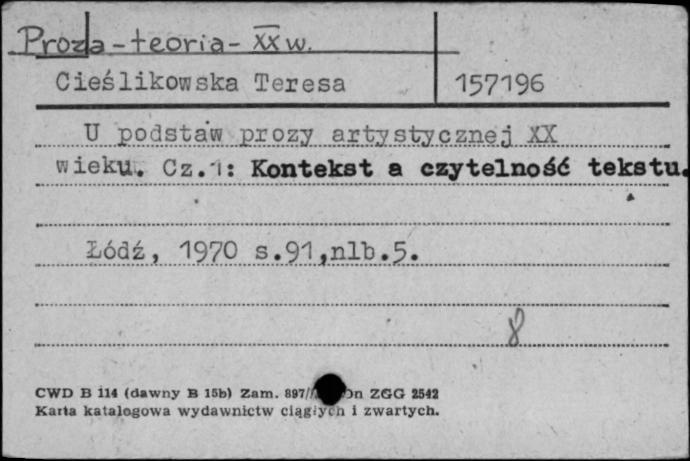 Proza - teoria - XX w.
Cieślikowska Teresa 157196
U podstaw prozy artystycznej XX
wieku. Cz.1: Kontekst a czytelność tekstu.
Łódź, 1970 s.91,nlb.5.
8
CWD B 114 (dawny B 15b) Zam. 897/ ZGG 2542
Karta katalogowa wydawnictw ciągłych i zwartych.